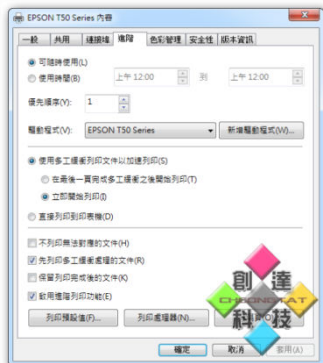 EPSON T50 Series 內容
一般 共用 連接埠 進階 色彩管理 安全性 版本資訊
可隨時使用(L)
使用時間(B) 上午 12:00 到 上午 12:00
優先順序(Y): 1
驅動程式(V): EPSON T50 Series 新增驅動程式(W)...
使用多工緩衝列印文件以加速列印(S)
在最後一頁完成多工緩衝之後開始列印(T)
立即開始列印(I)
直接列印到印表機(D)
不列印無法對應的文件(H)
先列印多工緩衝處理的文件(R)
保留列印完成後的文件(K)
啟用進階列印功能(E)
列印預設值(F)... 列印處理器(N)...
創達
CHEONGTAT
科技
確定 取消 套用(A)